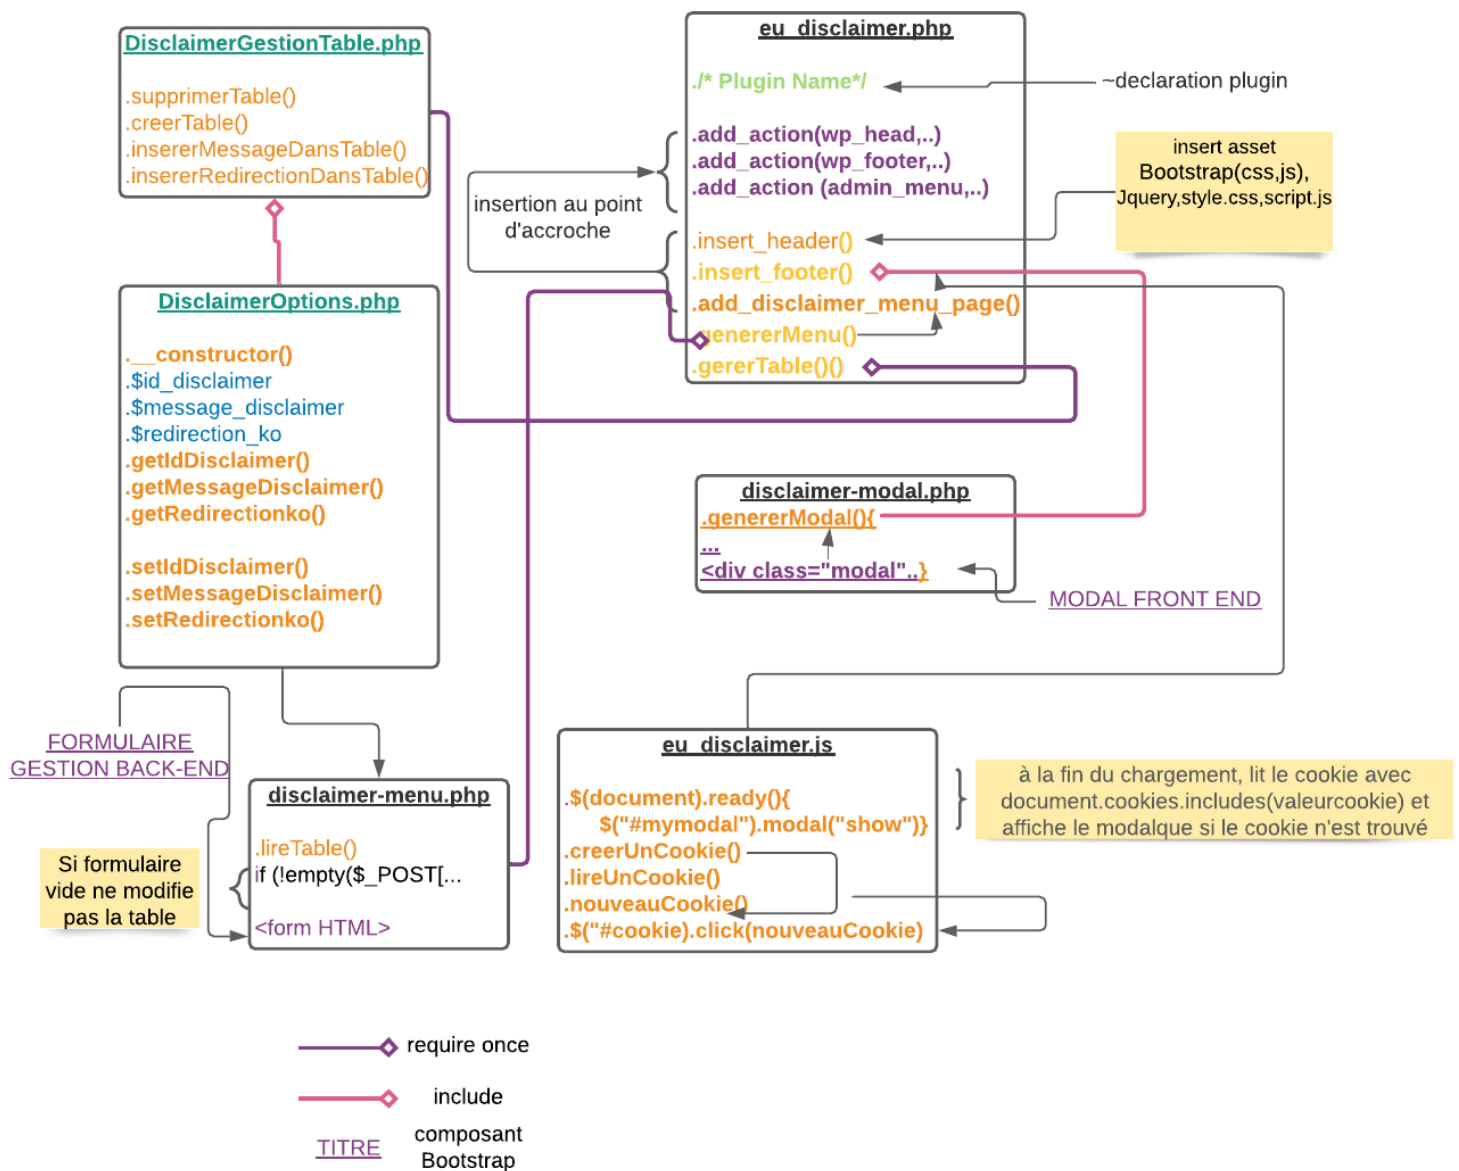 DisclaimerGestionTable.php
.supprimerTable()
.creerTable()
.insererMessageDansTable()
.insererRedirectionDansTable()
eu_disclaimer.php
./* Plugin Name*/
~declaration plugin
.add_action(wp_head,..)
.add_action(wp_footer,..)
.add_action (admin_menu,..)
insertion au point
d'accroche
insert asset
Bootstrap(css,js),
Jquery,style.css,script.js
.insert_header()
.insert_footer()
.add_disclaimer_menu_page()
.genererMenu()
.gererTable()()
DisclaimerOptions.php
.__constructor()
.$id_disclaimer
.$message_disclaimer
.$redirection_ko
.getIdDisclaimer()
.getMessageDisclaimer()
.getRedirectionko()
.setIdDisclaimer()
.setMessageDisclaimer()
.setRedirectionko()
disclaimer-modal.php
.genererModal(){
...
<div class="modal"..}
MODAL FRONT END
FORMULAIRE
GESTION BACK-END
disclaimer-menu.php
.lireTable()
if (!empty($_POST[...
<form HTML>
Si formulaire
vide ne modifie
pas la table
eu_disclaimer.js
.$(document).ready(){
$("#mymodal").modal("show")}
.creerUnCookie()
.lireUnCookie()
.nouveauCookie()
.$("#cookie).click(nouveauCookie)
à la fin du chargement, lit le cookie avec
document.cookies.includes(valeurcookie) et
affiche le modalque si le cookie n'est trouvé
require once
include
TITRE
composant
Bootstrap